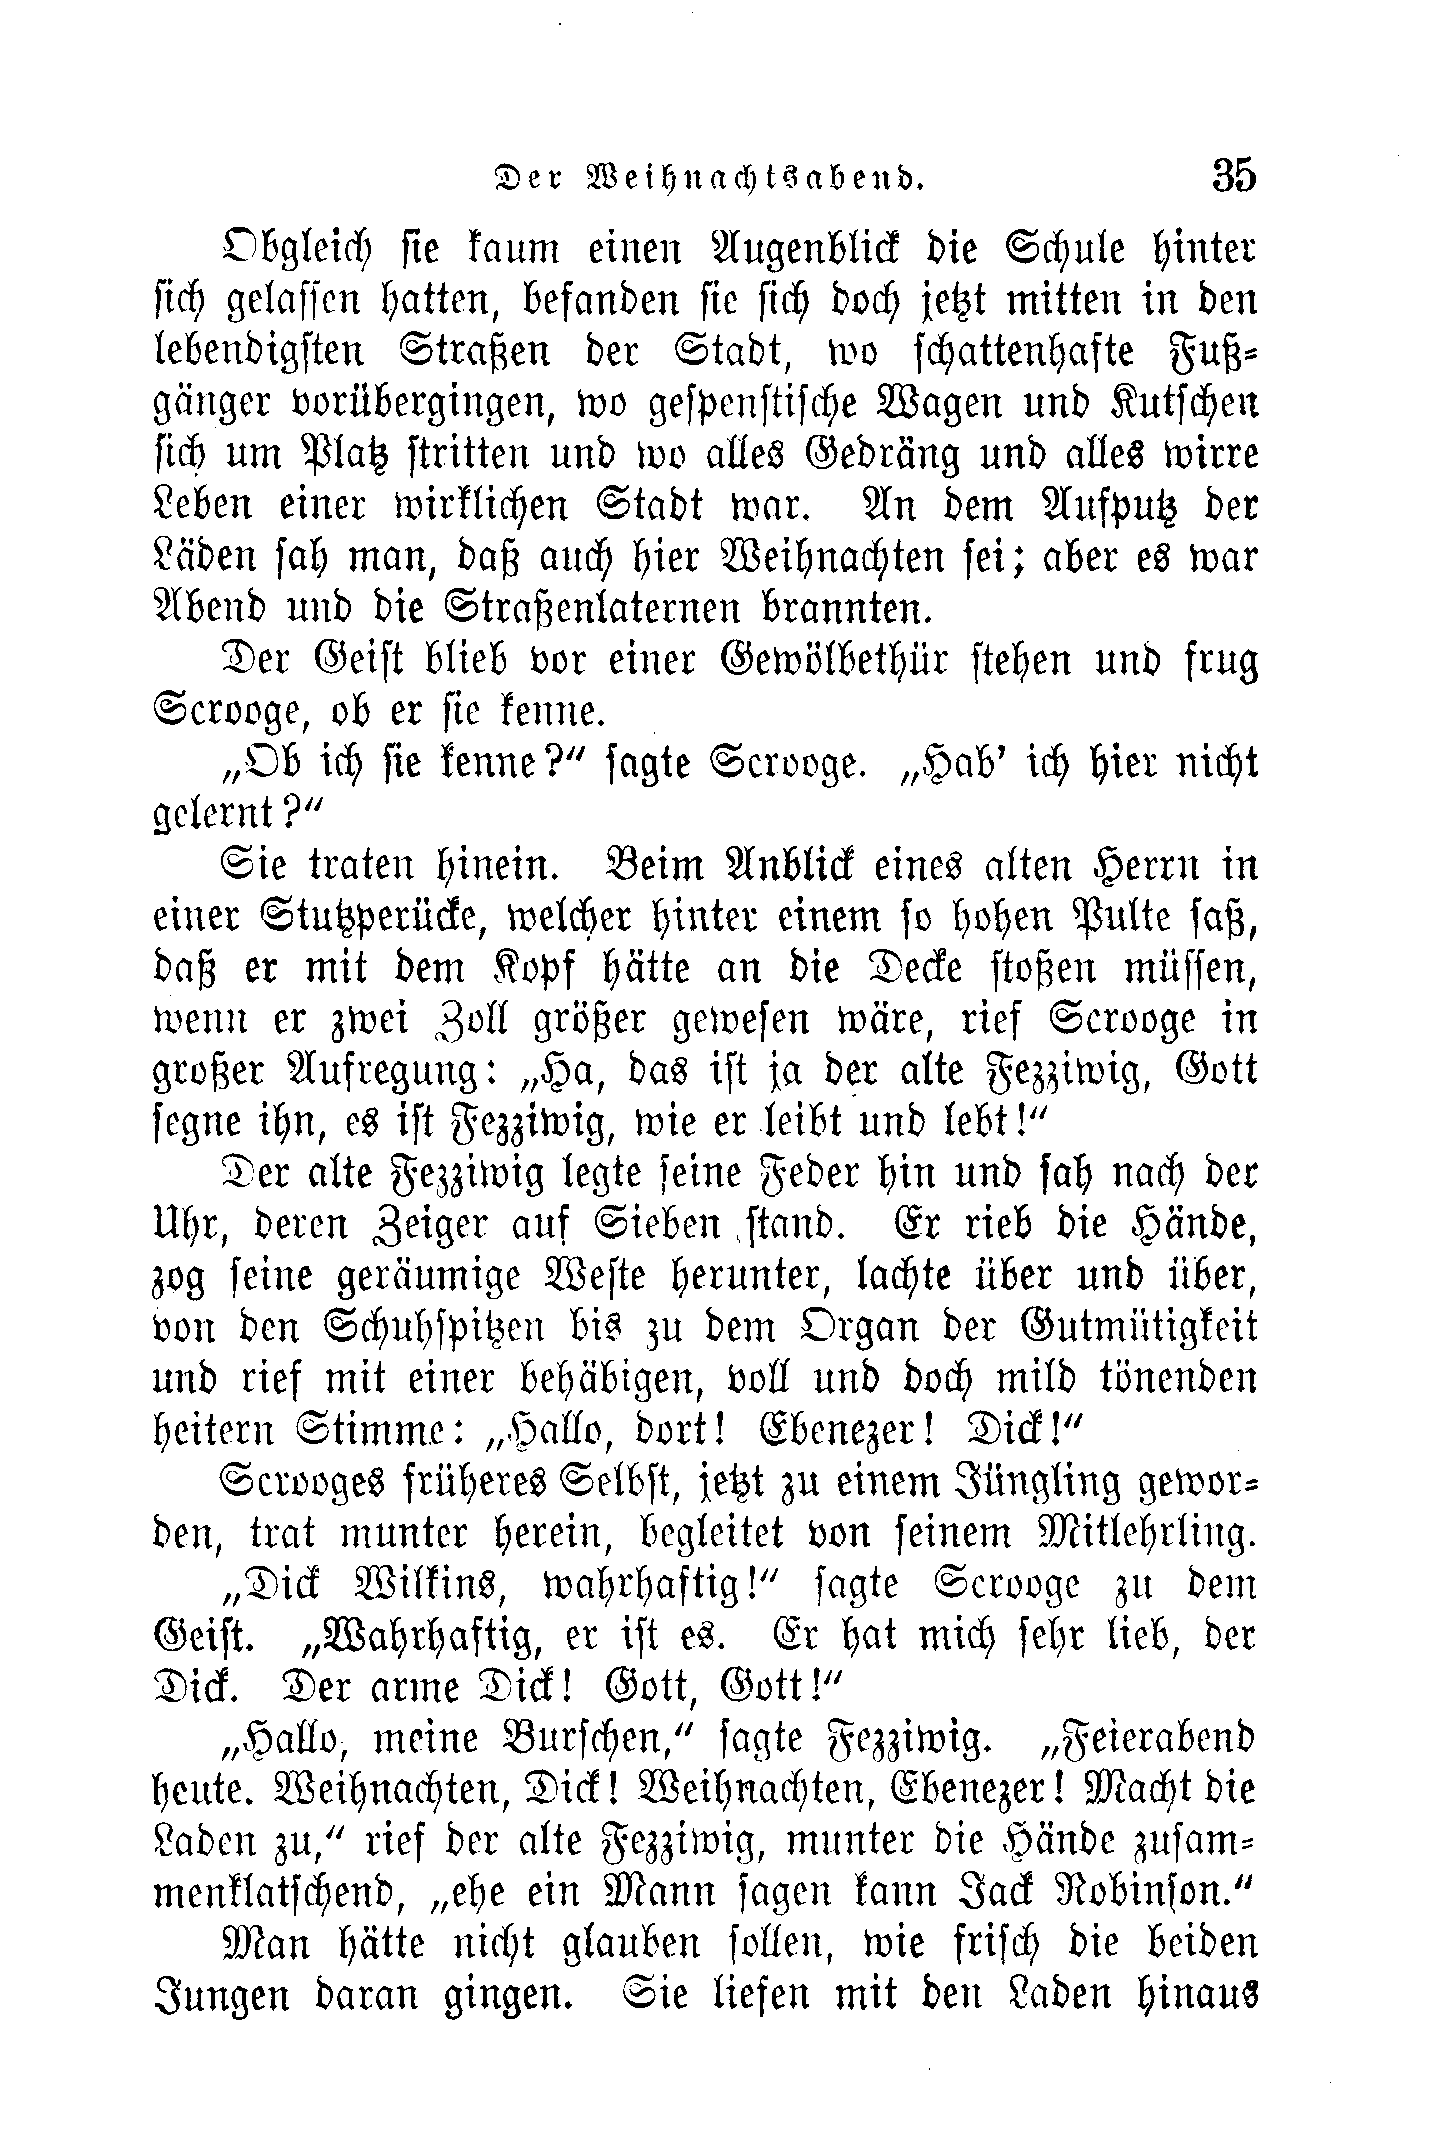 Der Weihnachtsabend. 35
Obgleich sie kaum einen Augenblick die Schule hinter
sich gelassen hatten, befanden sie sich doch jetzt mitten in den
lebendigsten Straßen der Stadt, wo schattenhafte Fuß-
gänger vorübergingen, wo gespenstische Wagen und Kutschen
sich um Platz stritten und wo alles Gedräng und alles wirre
Leben einer wirklichen Stadt war. An dem Aufputz der
Läden sah man, daß auch hier Weihnachten sei; aber es war
Abend und die Straßenlaternen brannten.
Der Geist blieb vor einer Gewölbethür stehen und frug
Scrooge, ob er sie kenne.
„Ob ich sie kenne?“ sagte Scrooge. „Hab’ ich hier nicht
gelernt?“
Sie traten hinein. Beim Anblick eines alten Herrn in
einer Stutzperücke, welcher hinter einem so hohen Pulte saß,
daß er mit dem Kopf hätte an die Decke stoßen müssen,
wenn er zwei Zoll größer gewesen wäre, rief Scrooge in
großer Aufregung: „Ha, das ist ja der alte Fezziwig, Gott
segne ihn, es ist Fezziwig, wie er leibt und lebt!“
Der alte Fezziwig legte seine Feder hin und sah nach der
Uhr, deren Zeiger auf Sieben stand. Er rieb die Hände,
zog seine geräumige Weste herunter, lachte über und über,
von den Schuhspitzen bis zu dem Organ der Gutmütigkeit
und rief mit einer behäbigen, voll und doch mild tönenden
heitern Stimme: „Hallo, dort! Ebenezer! Dick!“
Scrooges früheres Selbst, jetzt zu einem Jüngling gewor-
den, trat munter herein, begleitet von seinem Mitlehrling.
„Dick Wilkins, wahrhaftig!“ sagte Scrooge zu dem
Geist. „Wahrhaftig, er ist es. Er hat mich sehr lieb, der
Dick. Der arme Dick! Gott, Gott!“
„Hallo, meine Burschen,“ sagte Fezziwig. „Feierabend
heute. Weihnachten, Dick! Weihnachten, Ebenezer! Macht die
Laden zu,“ rief der alte Fezziwig, munter die Hände zusam-
menklatschend, „ehe ein Mann sagen kann Jack Robinson.“
Man hätte nicht glauben sollen, wie frisch die beiden
Jungen daran gingen. Sie liefen mit den Laden hinaus